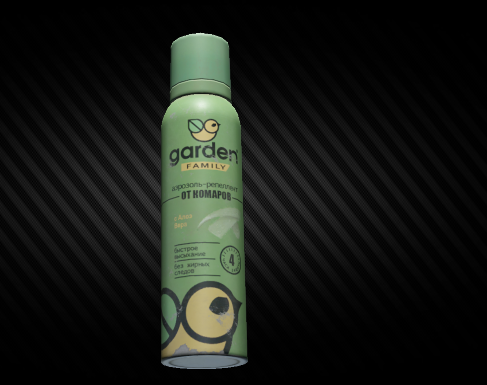 garden
FAMILY
аэрозоль-репеллент
ОТ КОМАРОВ
с Алоэ
Вера
быстрое
высыхание
без жирных
следов
4